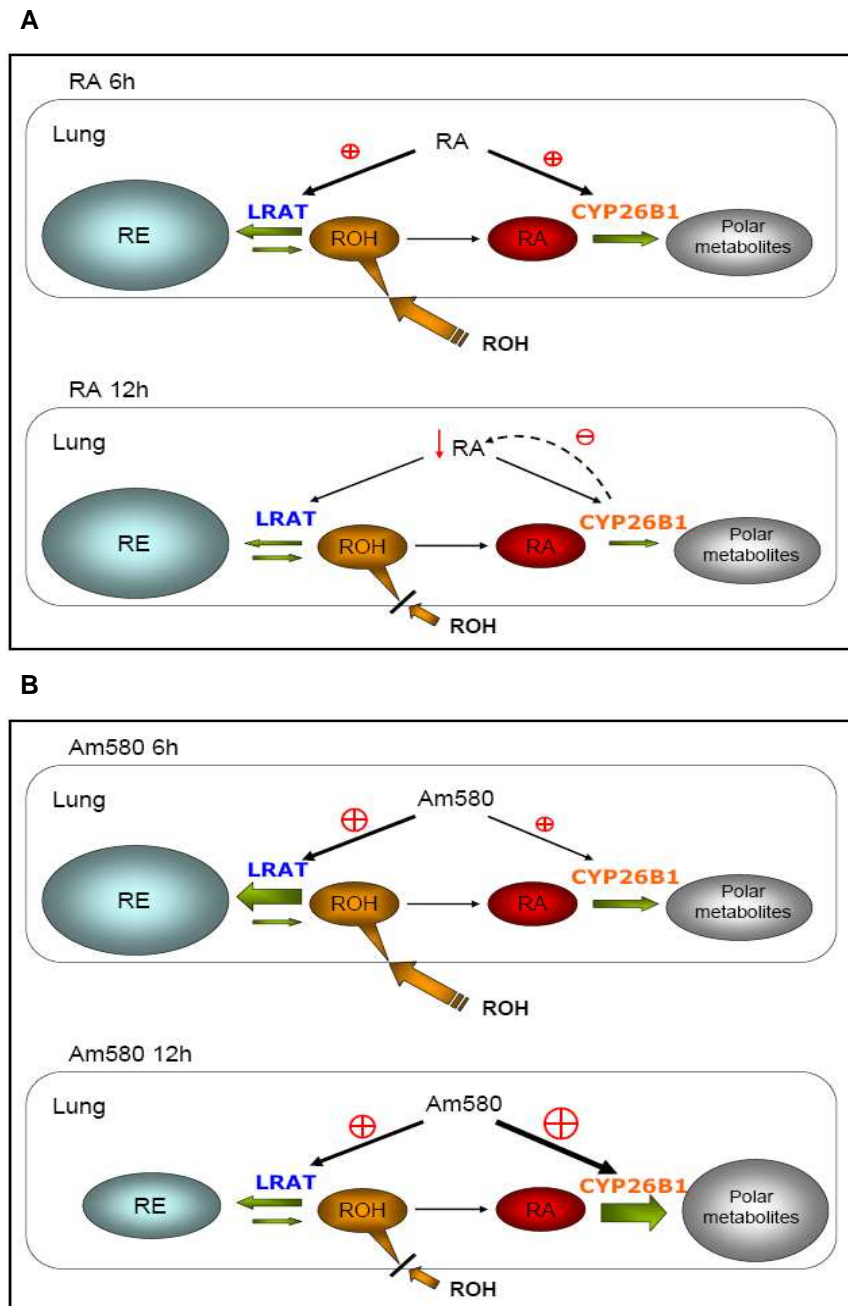 A
RA 6h
Lung
RA
LRAT
CYP26B1
RE
ROH
RA
Polar
metabolites
ROH
RA 12h
Lung
RA
LRAT
CYP26B1
RE
ROH
RA
Polar
metabolites
ROH
B
Am580 6h
Lung
Am580
LRAT
CYP26B1
RE
ROH
RA
Polar
metabolites
ROH
Am580 12h
Lung
Am580
LRAT
CYP26B1
RE
ROH
RA
Polar
metabolites
ROH